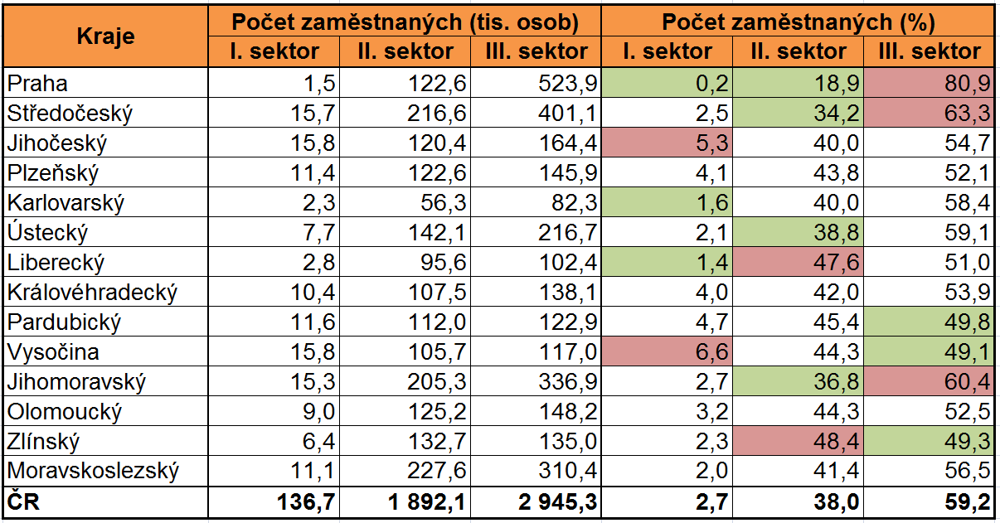 Kraje Počet zaměstnaných (tis. osob) Počet zaměstnaných (%)
I. sektor II. sektor III. sektor I. sektor II. sektor III. sektor
Praha 1,5 122,6 523,9 0,2 18,9 80,9
Středočeský 15,7 216,6 401,1 2,5 34,2 63,3
Jihočeský 15,8 120,4 164,4 5,3 40,0 54,7
Plzeňský 11,4 122,6 145,9 4,1 43,8 52,1
Karlovarský 2,3 56,3 82,3 1,6 40,0 58,4
Ústecký 7,7 142,1 216,7 2,1 38,8 59,1
Liberecký 2,8 95,6 102,4 1,4 47,6 51,0
Královéhradecký 10,4 107,5 138,1 4,0 42,0 53,9
Pardubický 11,6 112,0 122,9 4,7 45,4 49,8
Vysočina 15,8 105,7 117,0 6,6 44,3 49,1
Jihomoravský 15,3 205,3 336,9 2,7 36,8 60,4
Olomoucký 9,0 125,2 148,2 3,2 44,3 52,5
Zlínský 6,4 132,7 135,0 2,3 48,4 49,3
Moravskoslezský 11,1 227,6 310,4 2,0 41,4 56,5
ČR 136,7 1 892,1 2 945,3 2,7 38,0 59,2